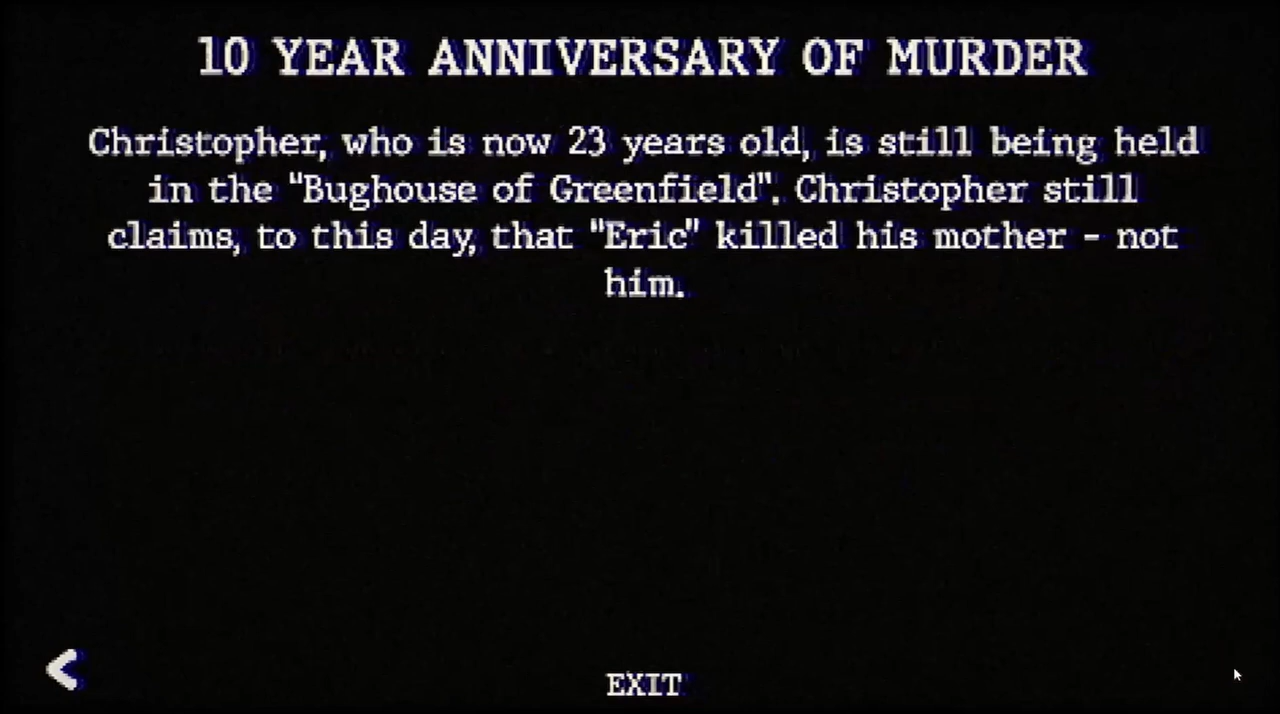 10 YEAR ANNIVERSARY OF MURDER
Christopher, who is now 23 years old, is still being held
in the "Bughouse of Greenfield". Christopher still
claims, to this day, that "Eric" killed his mother - not
him.
<
EXIT